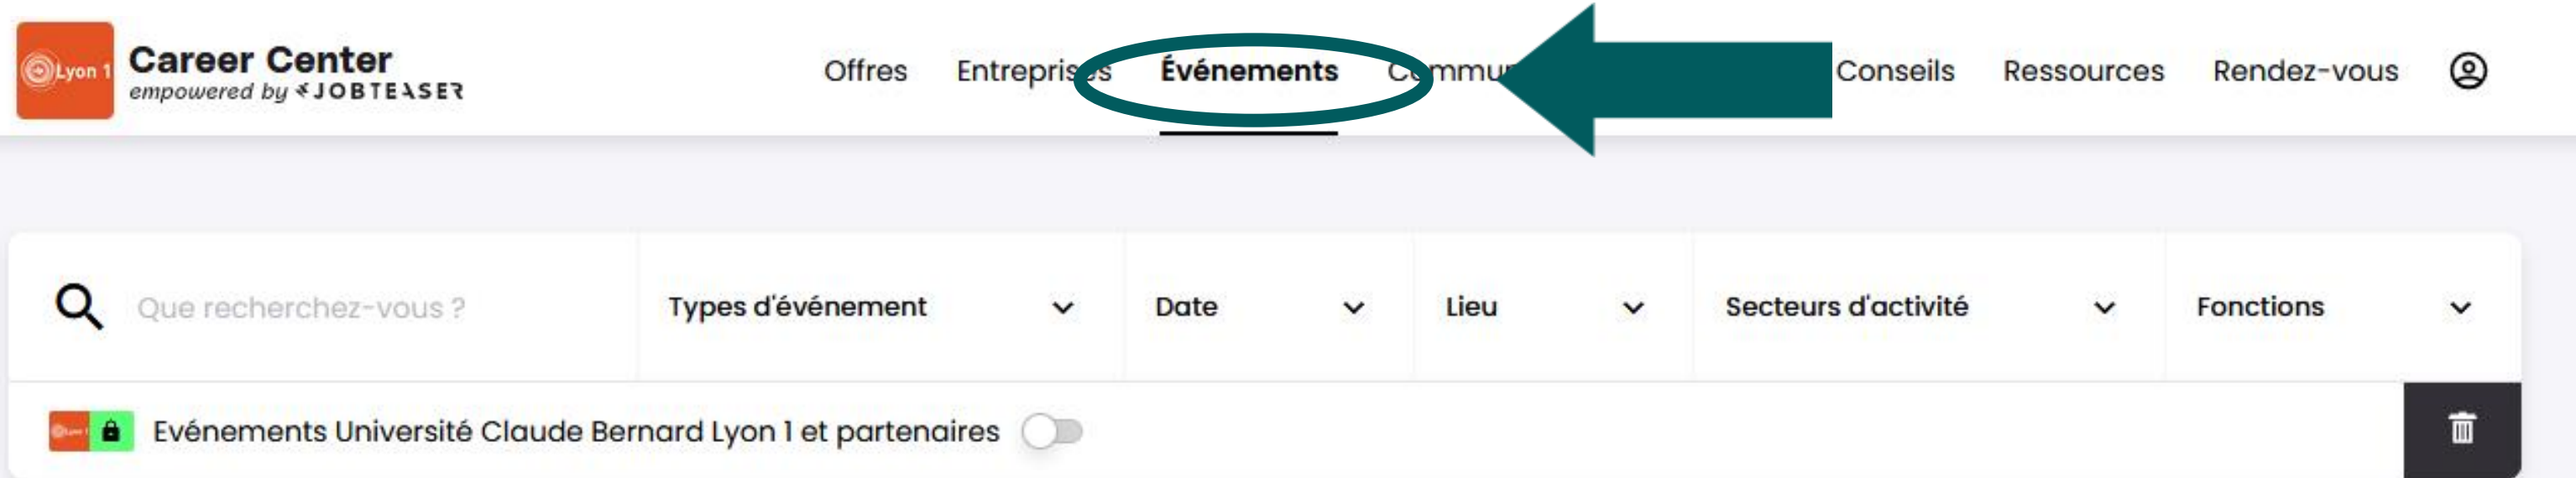 Lyon 1
Career Center
empowered by JOBTEASER
Offres Entreprises Événements Conseils Ressources Rendez-vous
Que recherchez-vous ? Types d'événement Date Lieu Secteurs d'activité Fonctions
Evénements Université Claude Bernard Lyon 1 et partenaires